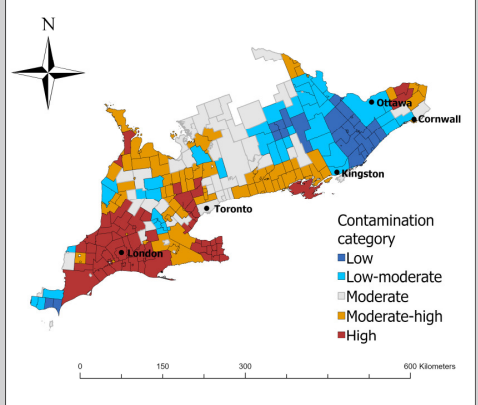 N
Ottawa
Cornwall
Kingston
Toronto
London
Contamination
category
Low
Low-moderate
Moderate
Moderate-high
High
0 150 300 600 Kilometers